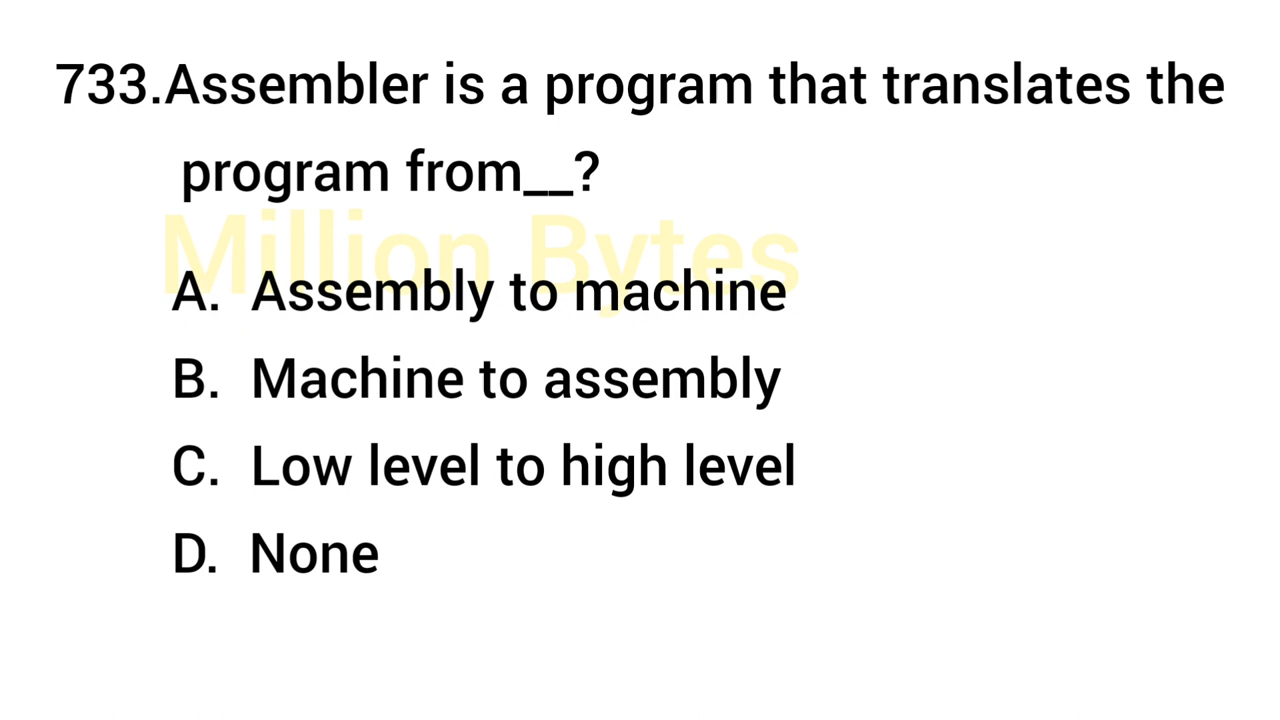 733.Assembler is a program that translates the
program from__?
Million Bytes
A. Assembly to machine
B. Machine to assembly
C. Low level to high level
D. None